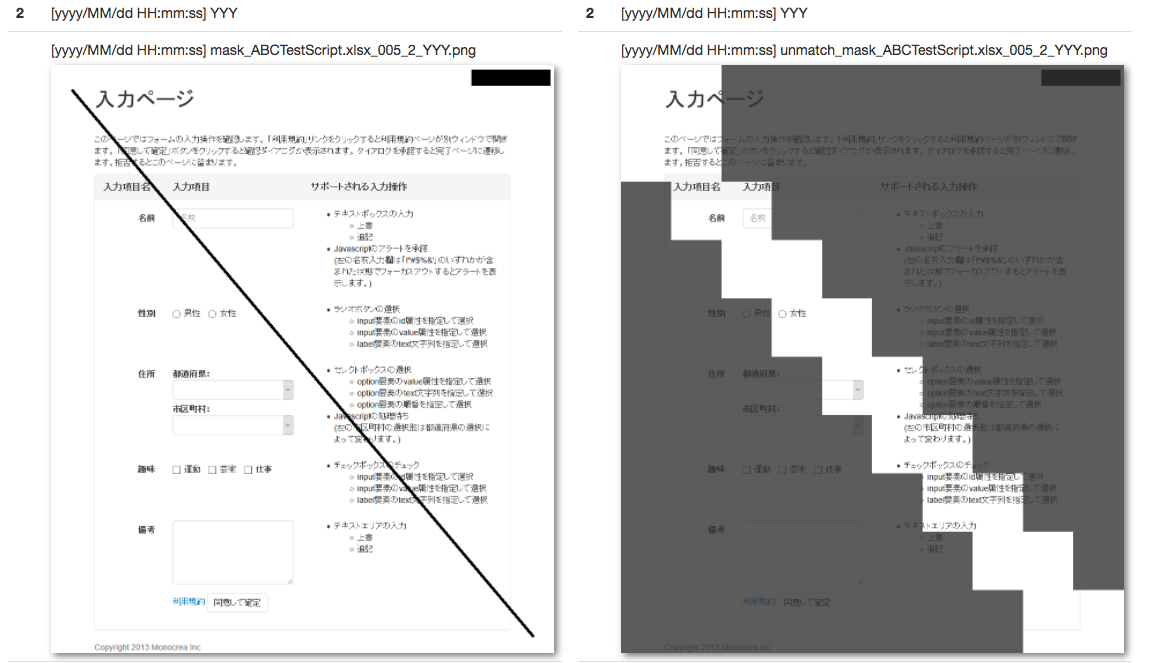 2 [yyyy/MM/dd HH:mm:ss] YYY
[yyyy/MM/dd HH:mm:ss] mask_ABCTestScript.xlsx_005_2_YYY.png
入力ページ
このページではフォームの入力操作を確認します。「利用規約」リンクをクリックすると利用規約ページが別ウィンドウで開き
ます。「同意して確定」ボタンをクリックすると確認ダイアログが表示されます。ダイアログを承諾すると完了ページに遷移し
ます。拒否するとこのページに留まります。
入力項目名 入力項目 サポートされる入力操作
名前 名前
テキストボックスの入力
上書
追記
Javascriptのアラートを承諾
(左の名前入力欄は「!"#$%&'」のいずれかが含
まれた状態でフォーカスアウトするとアラートを表
示します。)
性別 男性 女性
ラジオボタンの選択
input要素のid属性を指定して選択
input要素のvalue属性を指定して選択
label要素のtext文字列を指定して選択
住所 都道府県:
市区町村:
セレクトボックスの選択
option要素のvalue属性を指定して選択
option要素のtext文字列を指定して選択
option要素の順番を指定して選択
Javascriptの処理待ち
(左の市区町村の選択肢は都道府県の選択に
よって変わります。)
趣味 運動 芸術 仕事
チェックボックスのチェック
input要素のid属性を指定して選択
input要素のvalue属性を指定して選択
label要素のtext文字列を指定して選択
備考
テキストエリアの入力
上書
追記
利用規約 同意して確定
Copyright 2013 Monocrea Inc.
2 [yyyy/MM/dd HH:mm:ss] YYY
[yyyy/MM/dd HH:mm:ss] unmatch_mask_ABCTestScript.xlsx_005_2_YYY.png
入力ページ
このページではフォームの入力操作を確認します。「利用規約」リンクをクリックすると利用規約ページが別ウィンドウで開き
ます。「同意して確定」ボタンをクリックすると確認ダイアログが表示されます。ダイアログを承諾すると完了ページに遷移し
ます。拒否するとこのページに留まります。
入力項目名 入力項目 サポートされる入力操作
名前 名前
テキストボックスの入力
上書
追記
Javascriptのアラートを承諾
(左の名前入力欄は「!"#$%&'」のいずれかが含
まれた状態でフォーカスアウトするとアラートを表
示します。)
性別 男性 女性
ラジオボタンの選択
input要素のid属性を指定して選択
input要素のvalue属性を指定して選択
label要素のtext文字列を指定して選択
住所 都道府県:
市区町村:
セレクトボックスの選択
option要素のvalue属性を指定して選択
option要素のtext文字列を指定して選択
option要素の順番を指定して選択
Javascriptの処理待ち
(左の市区町村の選択肢は都道府県の選択に
よって変わります。)
趣味 運動 芸術 仕事
チェックボックスのチェック
input要素のid属性を指定して選択
input要素のvalue属性を指定して選択
label要素のtext文字列を指定して選択
備考
テキストエリアの入力
上書
追記
利用規約 同意して確定
Copyright 2013 Monocrea Inc.